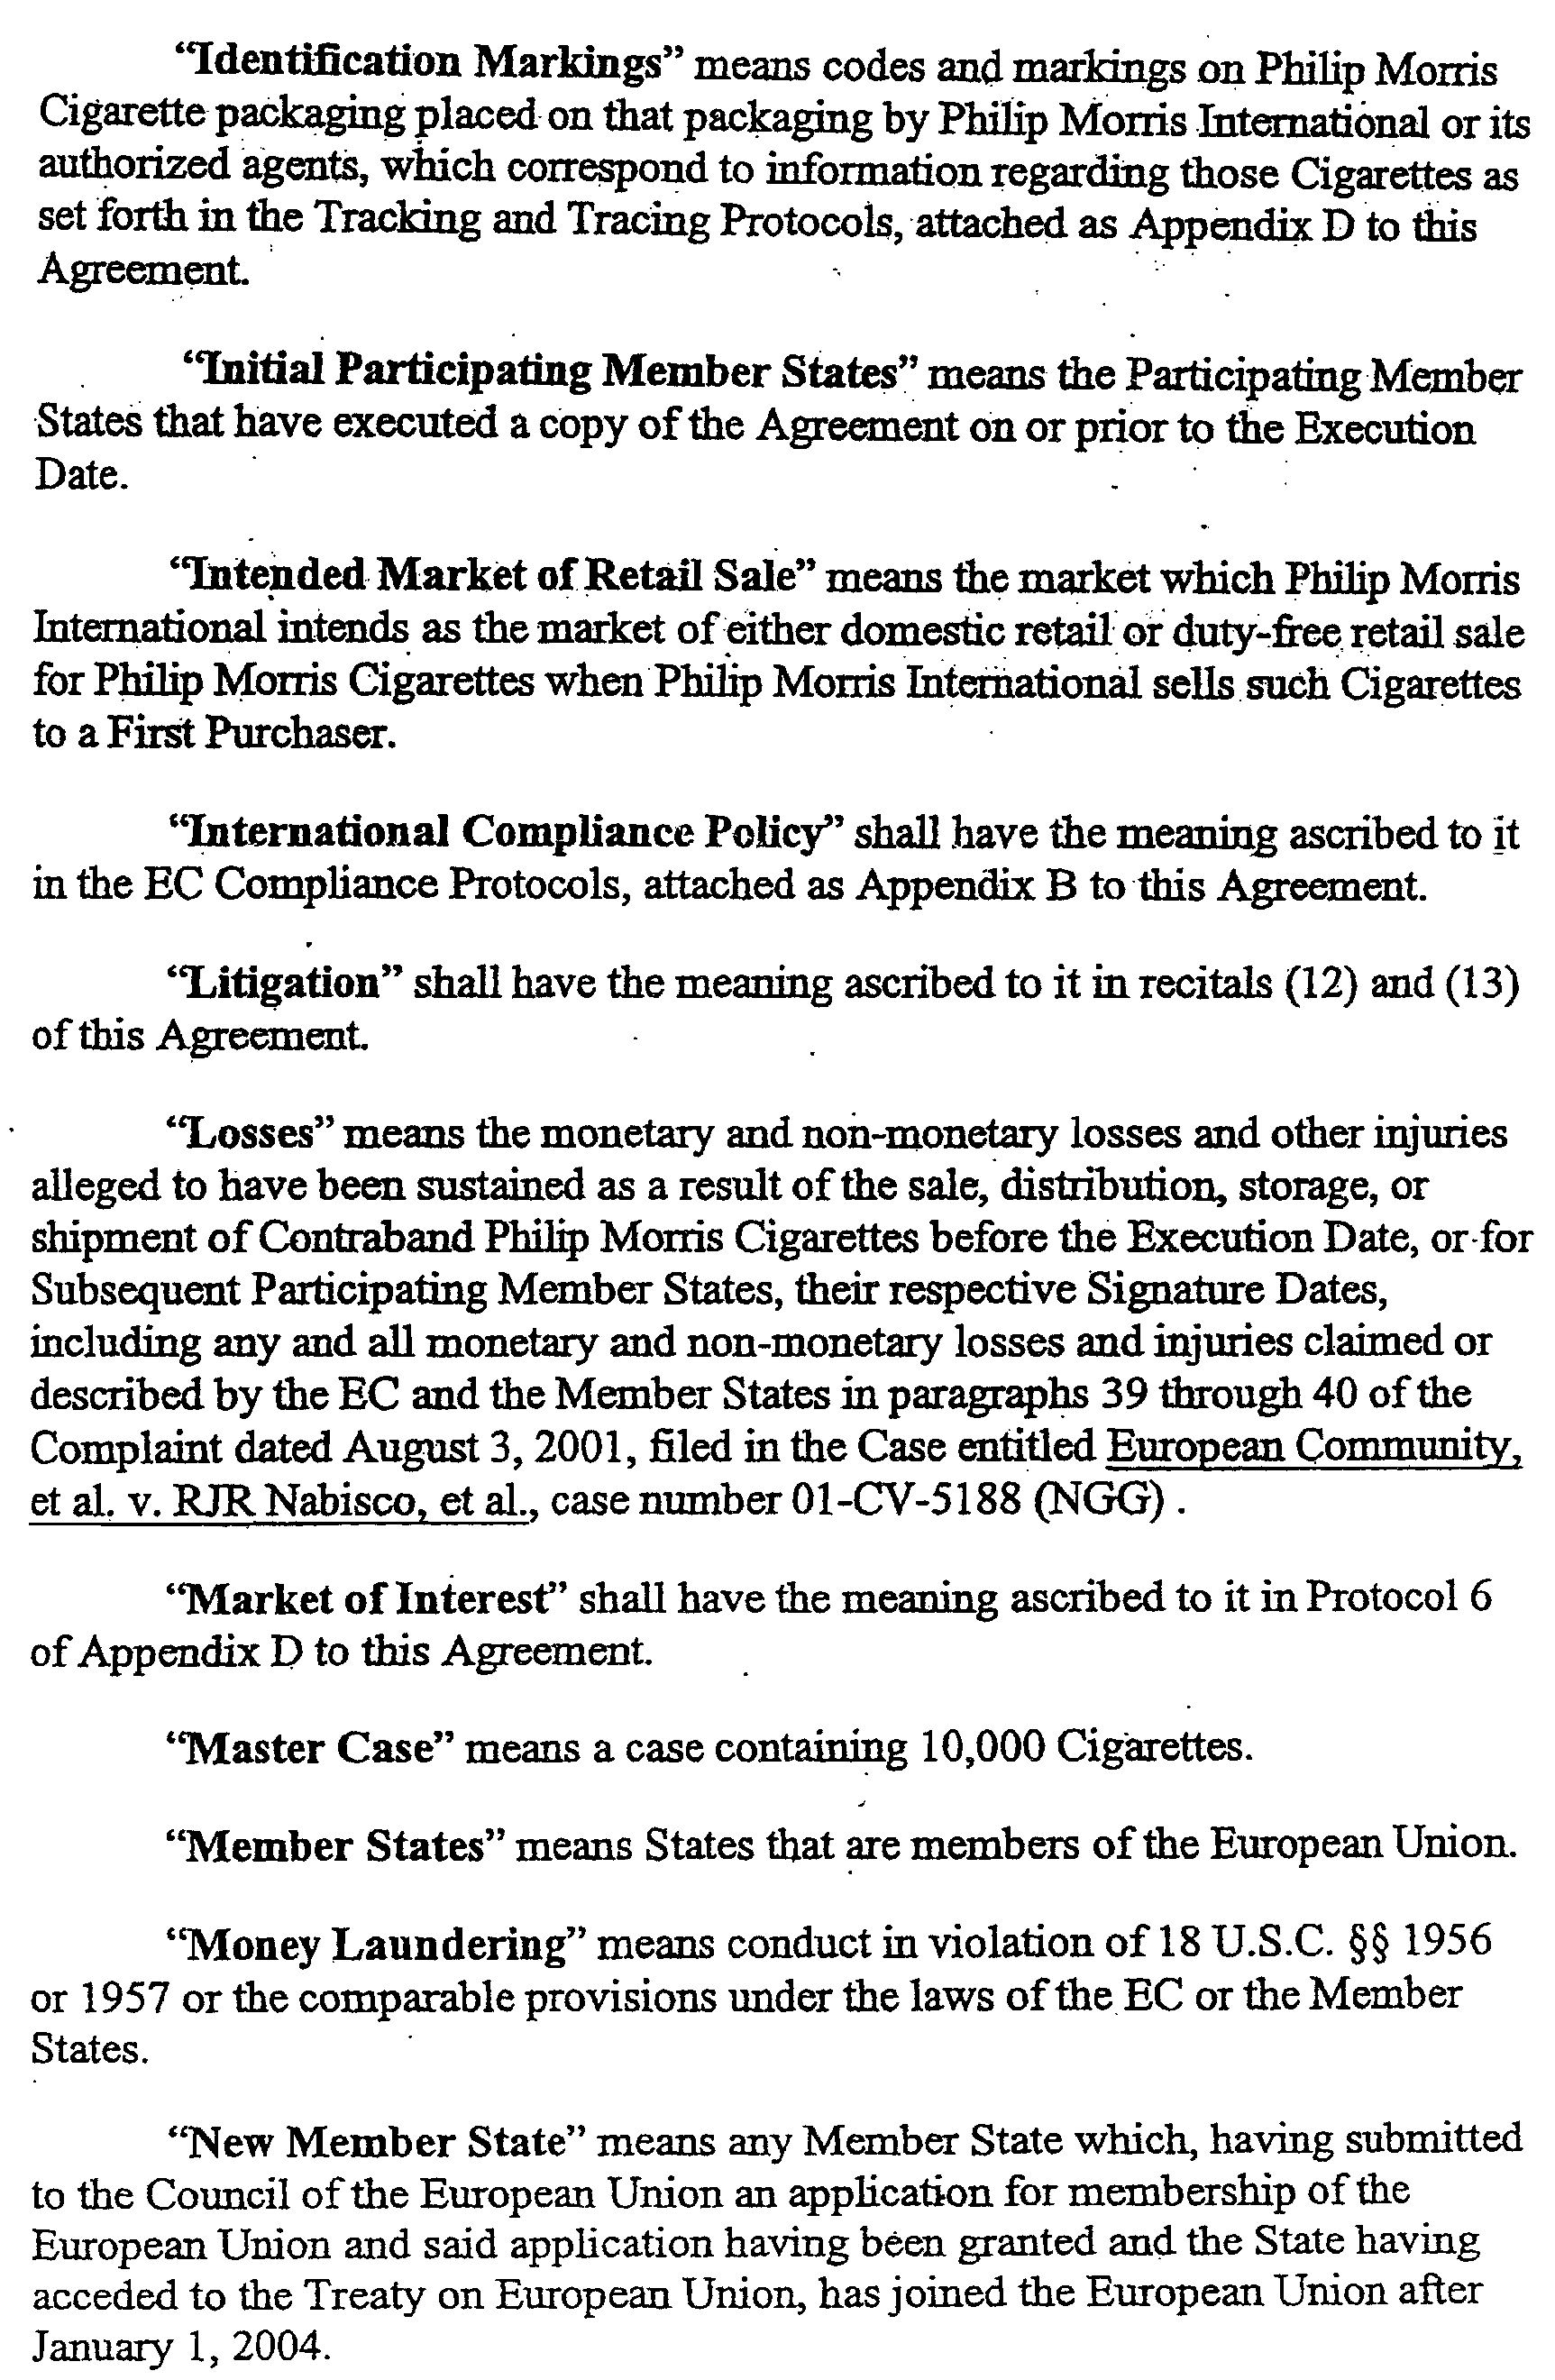 “Identification Markings” means codes and markings on Philip Morris
Cigarette packaging placed on that packaging by Philip Morris International or its
authorized agents, which correspond to information regarding those Cigarettes as
set forth in the Tracking and Tracing Protocols, attached as Appendix D to this
Agreement.
“Initial Participating Member States” means the Participating Member
States that have executed a copy of the Agreement on or prior to the Execution
Date.
“Intended Market of Retail Sale” means the market which Philip Morris
International intends as the market of either domestic retail or duty-free retail sale
for Philip Morris Cigarettes when Philip Morris International sells such Cigarettes
to a First Purchaser.
“International Compliance Policy” shall have the meaning ascribed to it
in the EC Compliance Protocols, attached as Appendix B to this Agreement.
“Litigation” shall have the meaning ascribed to it in recitals (12) and (13)
of this Agreement.
“Losses” means the monetary and non-monetary losses and other injuries
alleged to have been sustained as a result of the sale, distribution, storage, or
shipment of Contraband Philip Morris Cigarettes before the Execution Date, or for
Subsequent Participating Member States, their respective Signature Dates,
including any and all monetary and non-monetary losses and injuries claimed or
described by the EC and the Member States in paragraphs 39 through 40 of the
Complaint dated August 3, 2001, filed in the Case entitled European Community,
et al. v. RJR Nabisco, et al., case number 01-CV-5188 (NGG) .
“Market of Interest” shall have the meaning ascribed to it in Protocol 6
of Appendix D to this Agreement.
“Master Case” means a case containing 10,000 Cigarettes.
“Member States” means States that are members of the European Union.
“Money Laundering” means conduct in violation of 18 U.S.C. §§ 1956
or 1957 or the comparable provisions under the laws of the EC or the Member
States.
“New Member State” means any Member State which, having submitted
to the Council of the European Union an application for membership of the
European Union and said application having been granted and the State having
acceded to the Treaty on European Union, has joined the European Union after
January 1, 2004.